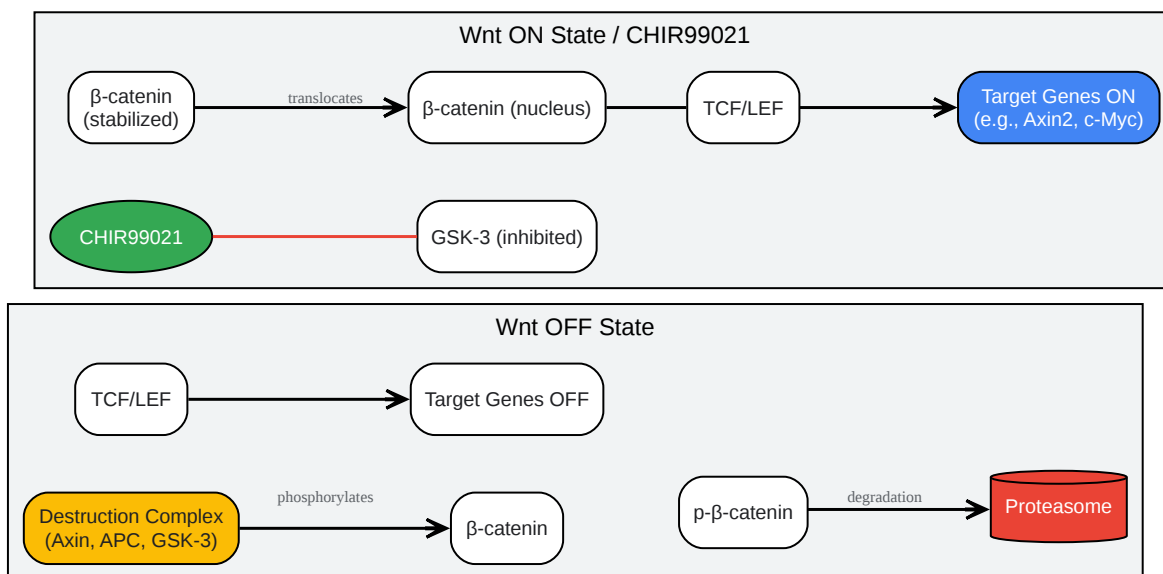 Wnt ON State / CHIR99021
β-catenin
(stabilized)
translocates
β-catenin (nucleus)
TCF/LEF
Target Genes ON
(e.g., Axin2, c-Myc)
CHIR99021
GSK-3 (inhibited)
Wnt OFF State
TCF/LEF
Target Genes OFF
Destruction Complex
(Axin, APC, GSK-3)
phosphorylates
β-catenin
p-β-catenin
degradation
Proteasome